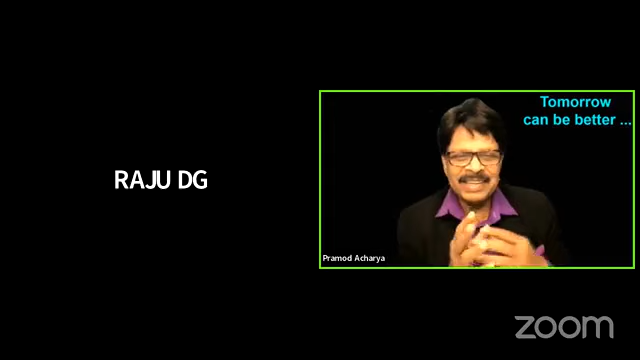 RAJU DG
Tomorrow
can be better ...
Pramod Acharya
zoom